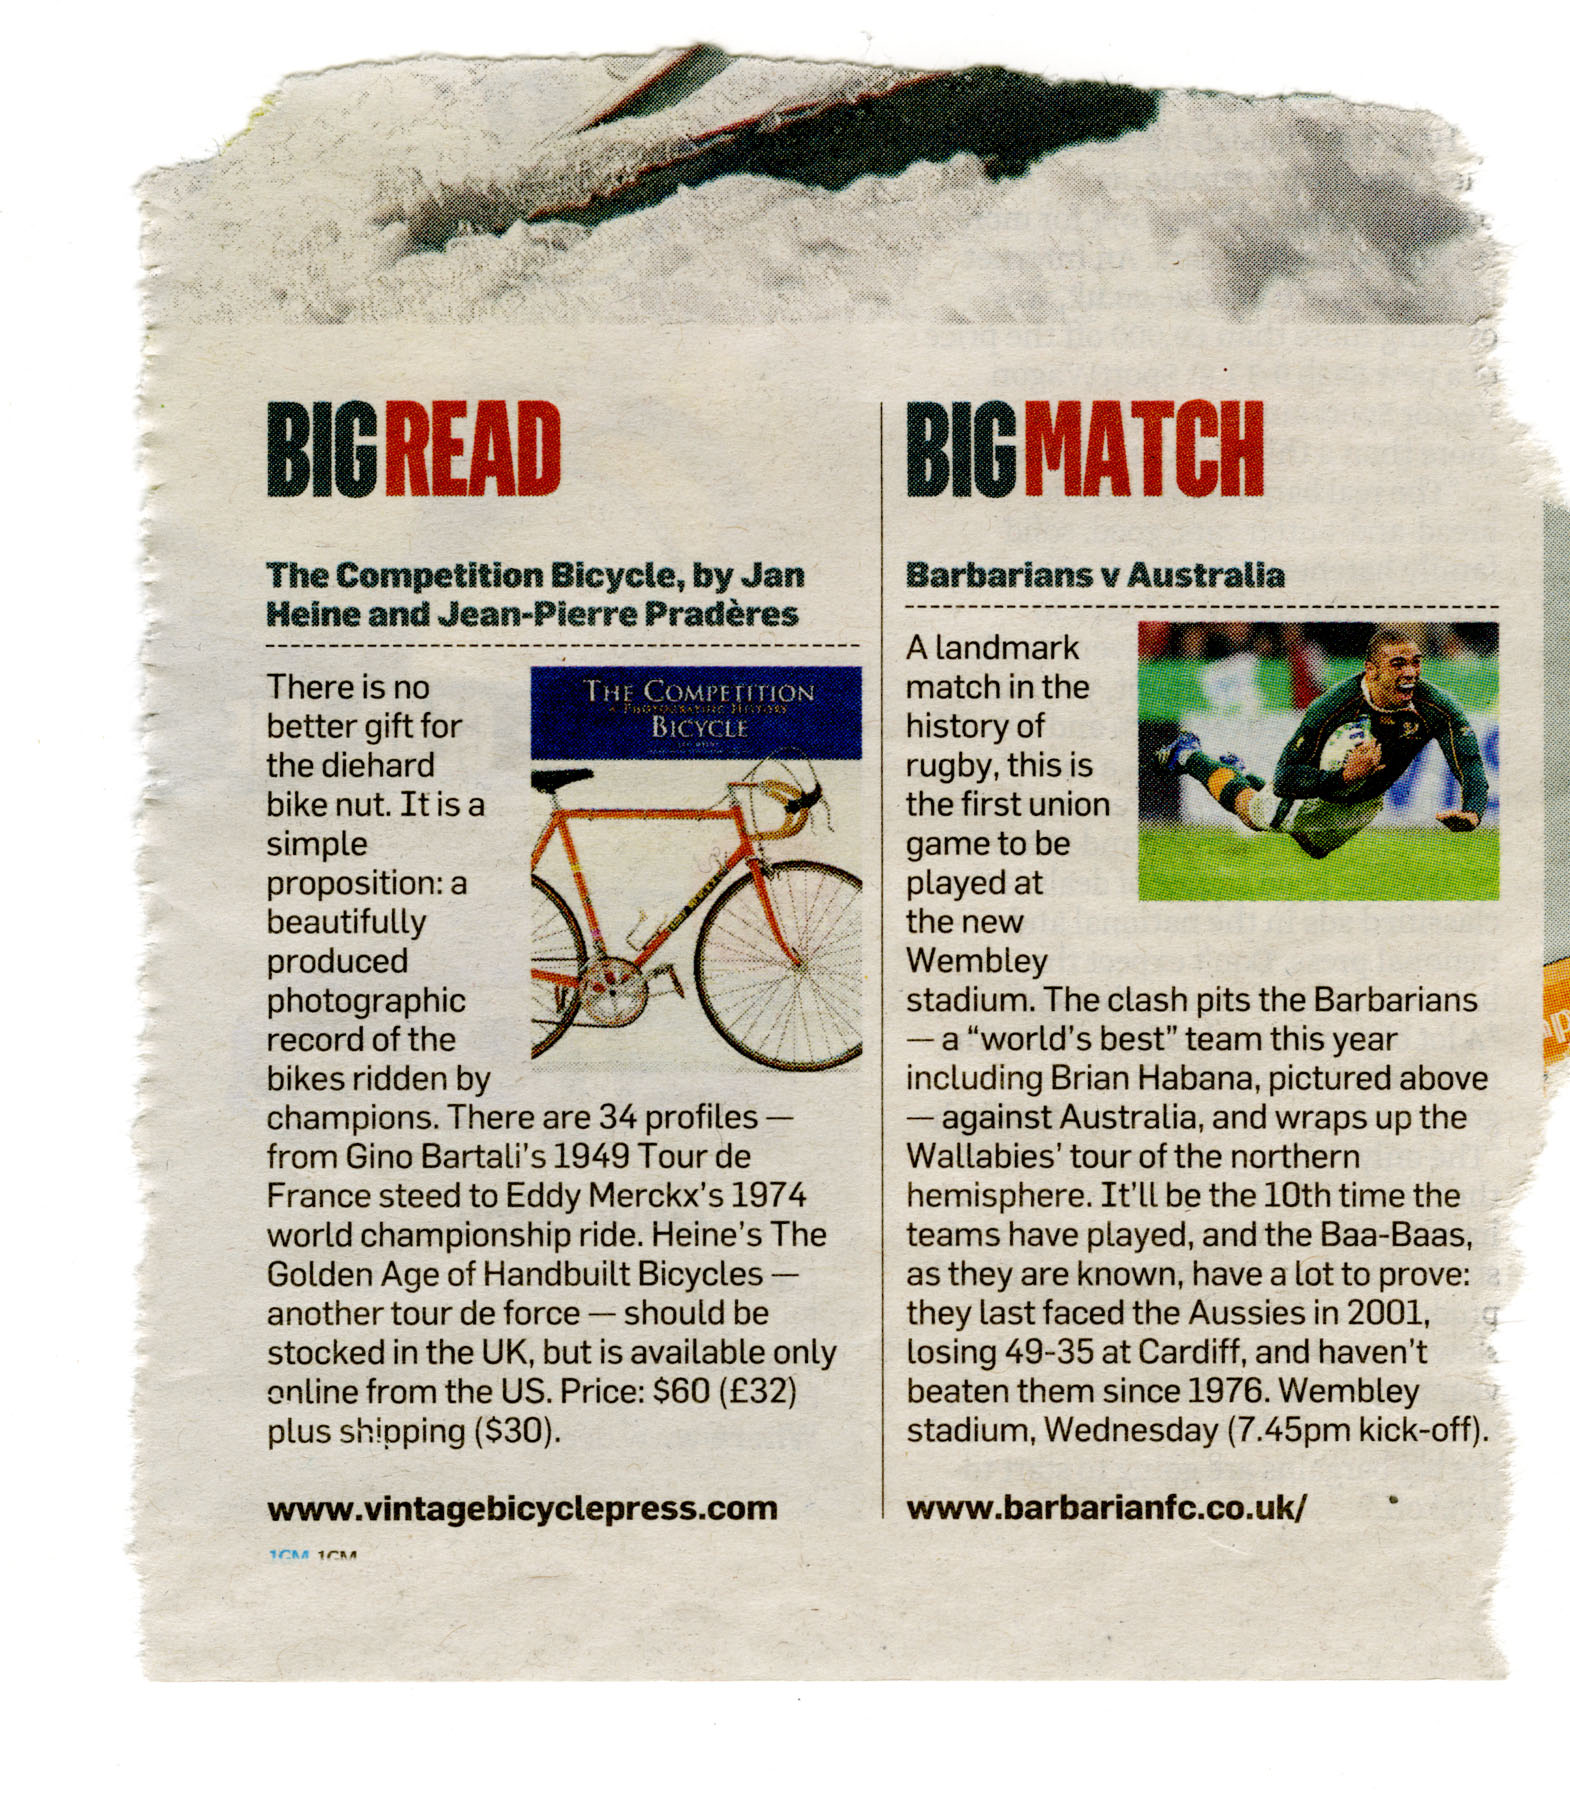 BIG READ
The Competition Bicycle, by Jan
Heine and Jean-Pierre Pradères
There is no
better gift for
the diehard
bike nut. It is a
simple
proposition: a
beautifully
produced
photographic
record of the
bikes ridden by
champions. There are 34 profiles —
from Gino Bartali's 1949 Tour de
France steed to Eddy Merckx's 1974
world championship ride. Heine's The
Golden Age of Handbuilt Bicycles —
another tour de force — should be
stocked in the UK, but is available only
online from the US. Price: $60 (£32)
plus shipping ($30).
www.vintagebicyclepress.com
THE COMPETITION
A PHOTOGRAPHIC HISTORY
BICYCLE
BIG MATCH
Barbarians v Australia
A landmark
match in the
history of
rugby, this is
the first union
game to be
played at
the new
Wembley
stadium. The clash pits the Barbarians
— a “world's best” team this year
including Brian Habana, pictured above
— against Australia, and wraps up the
Wallabies' tour of the northern
hemisphere. It'll be the 10th time the
teams have played, and the Baa-Baas,
as they are known, have a lot to prove:
they last faced the Aussies in 2001,
losing 49-35 at Cardiff, and haven't
beaten them since 1976. Wembley
stadium, Wednesday (7.45pm kick-off).
www.barbarianfc.co.uk/